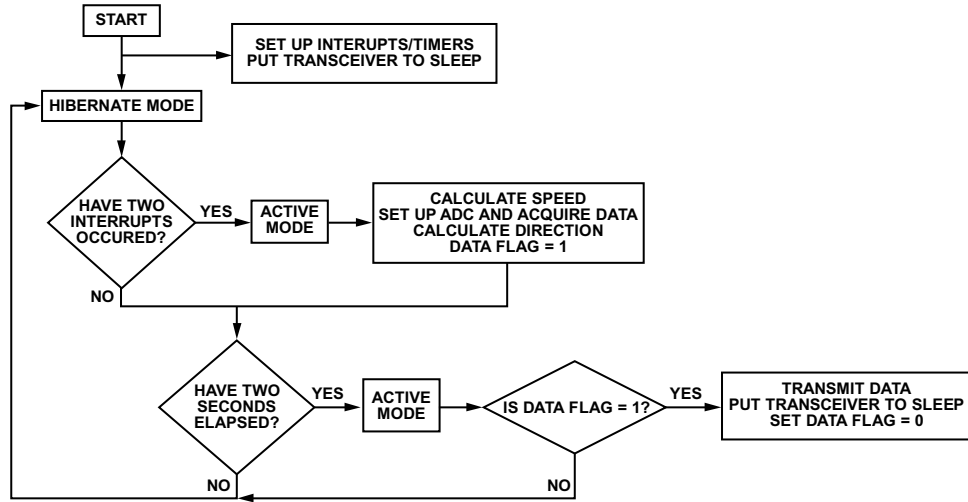 START
SET UP INTERUPTS/TIMERS
PUT TRANSCEIVER TO SLEEP
HIBERNATE MODE
HAVE TWO
INTERRUPTS
OCCURED?
YES
ACTIVE
MODE
CALCULATE SPEED
SET UP ADC AND ACQUIRE DATA
CALCULATE DIRECTION
DATA FLAG = 1
NO
HAVE TWO
SECONDS
ELAPSED?
YES
ACTIVE
MODE
IS DATA FLAG = 1?
YES
TRANSMIT DATA
PUT TRANSCEIVER TO SLEEP
SET DATA FLAG = 0
NO
NO